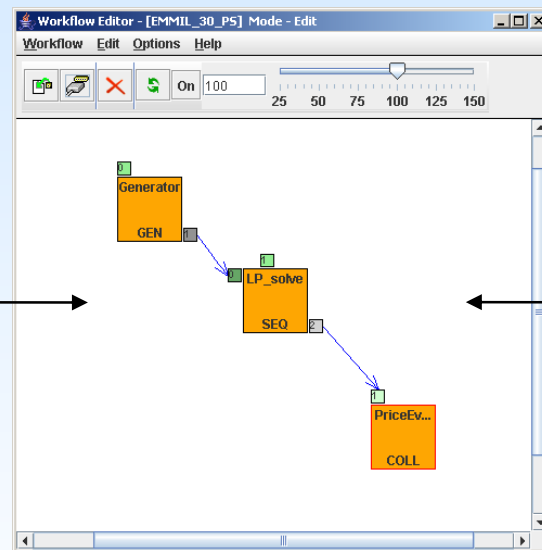 Workflow Editor - [EMMIL_30_PS] Mode - Edit
Workflow Edit Options Help
On 100
25 50 75 100 125 150
0
Generator
GEN
1
1
0
LP_solve
SEQ
2
1
PriceEv...
COLL